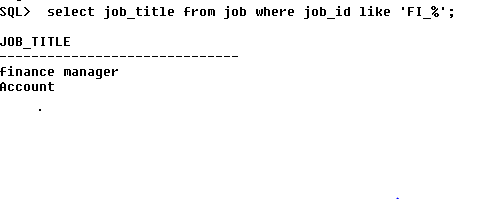 SQL> select job_title from job where job_id like 'FI_%';
JOB_TITLE
------------------------------
finance manager
Account